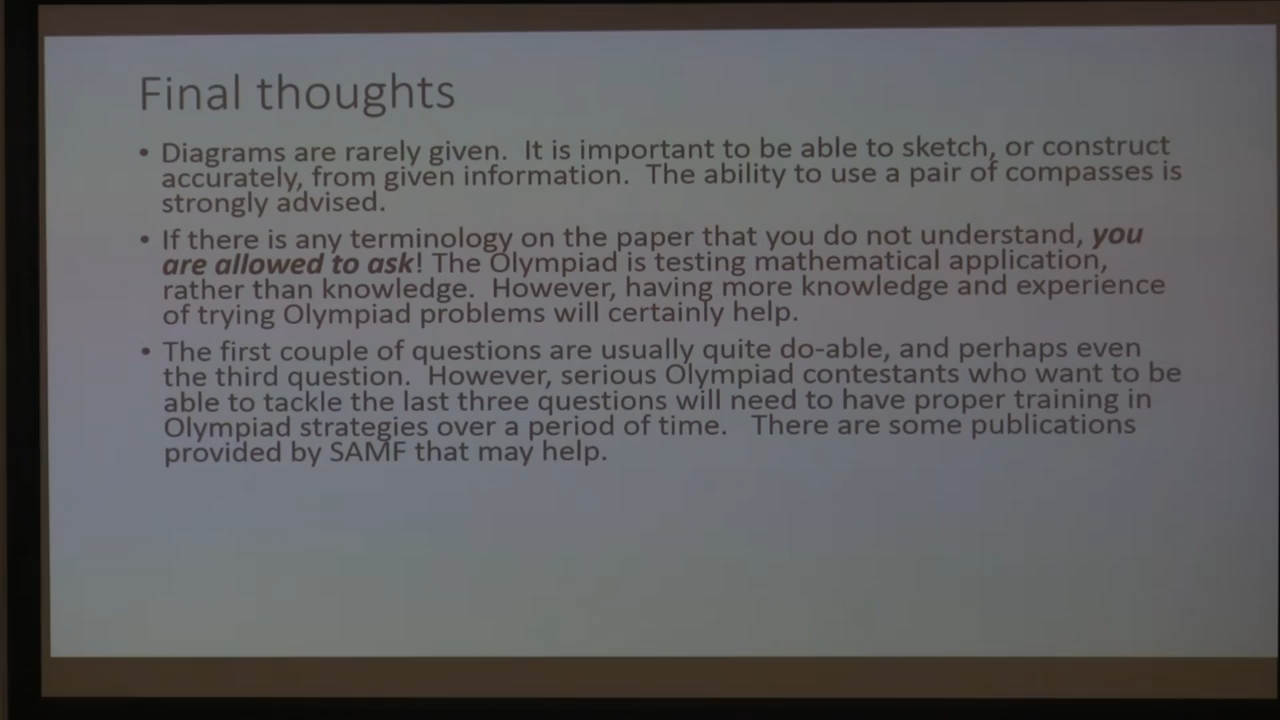 Final thoughts
• Diagrams are rarely given. It is important to be able to sketch, or construct
accurately, from given information. The ability to use a pair of compasses is
strongly advised.
• If there is any terminology on the paper that you do not understand, you
are allowed to ask! The Olympiad is testing mathematical application,
rather than knowledge. However, having more knowledge and experience
of trying Olympiad problems will certainly help.
• The first couple of questions are usually quite do-able, and perhaps even
the third question. However, serious Olympiad contestants who want to be
able to tackle the last three questions will need to have proper training in
Olympiad strategies over a period of time. There are some publications
provided by SAMF that may help.